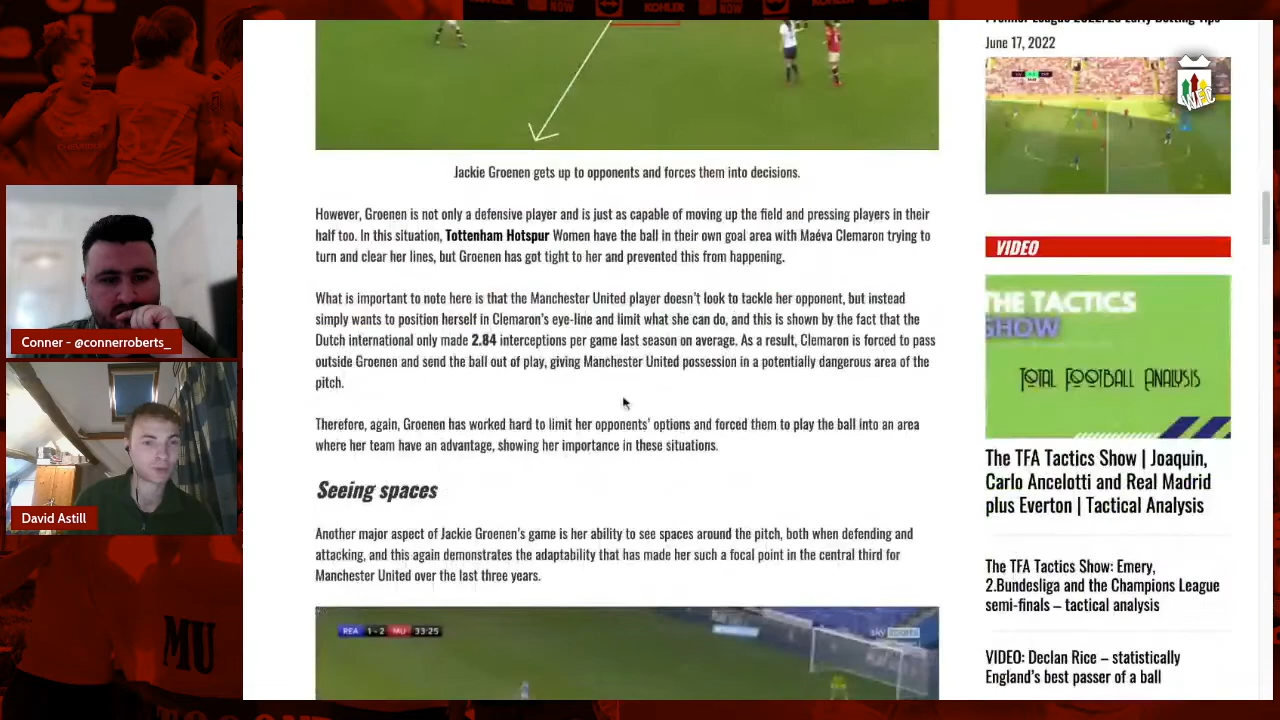 Premier League 2022/23 Early Betting Tips
June 17, 2022
WFC
Jackie Groenen gets up to opponents and forces them into decisions.
However, Groenen is not only a defensive player and is just as capable of moving up the field and pressing players in their
half too. In this situation, Tottenham Hotspur Women have the ball in their own goal area with Maéva Clemaron trying to
turn and clear her lines, but Groenen has got tight to her and prevented this from happening.
What is important to note here is that the Manchester United player doesn't look to tackle her opponent, but instead
simply wants to position herself in Clemaron's eye-line and limit what she can do, and this is shown by the fact that the
Dutch international only made 2.84 interceptions per game last season on average. As a result, Clemaron is forced to pass
outside Groenen and send the ball out of play, giving Manchester United possession in a potentially dangerous area of the
pitch.
Therefore, again, Groenen has worked hard to limit her opponents' options and forced them to play the ball into an area
where her team have an advantage, showing her importance in these situations.
Seeing spaces
Another major aspect of Jackie Groenen's game is her ability to see spaces around the pitch, both when defending and
attacking, and this again demonstrates the adaptability that has made her such a focal point in the central third for
Manchester United over the last three years.
REA 1-2 MU 33:25
sky sports
VIDEO
THE TACTICS
SHOW
TOTAL FOOTBALL ANALYSIS
The TFA Tactics Show | Joaquin,
Carlo Ancelotti and Real Madrid
plus Everton | Tactical Analysis
The TFA Tactics Show: Emery,
2.Bundesliga and the Champions League
semi-finals – tactical analysis
VIDEO: Declan Rice – statistically
England's best passer of a ball
Conner - @connerroberts_
David Astill
KOHLER
NOW
MU